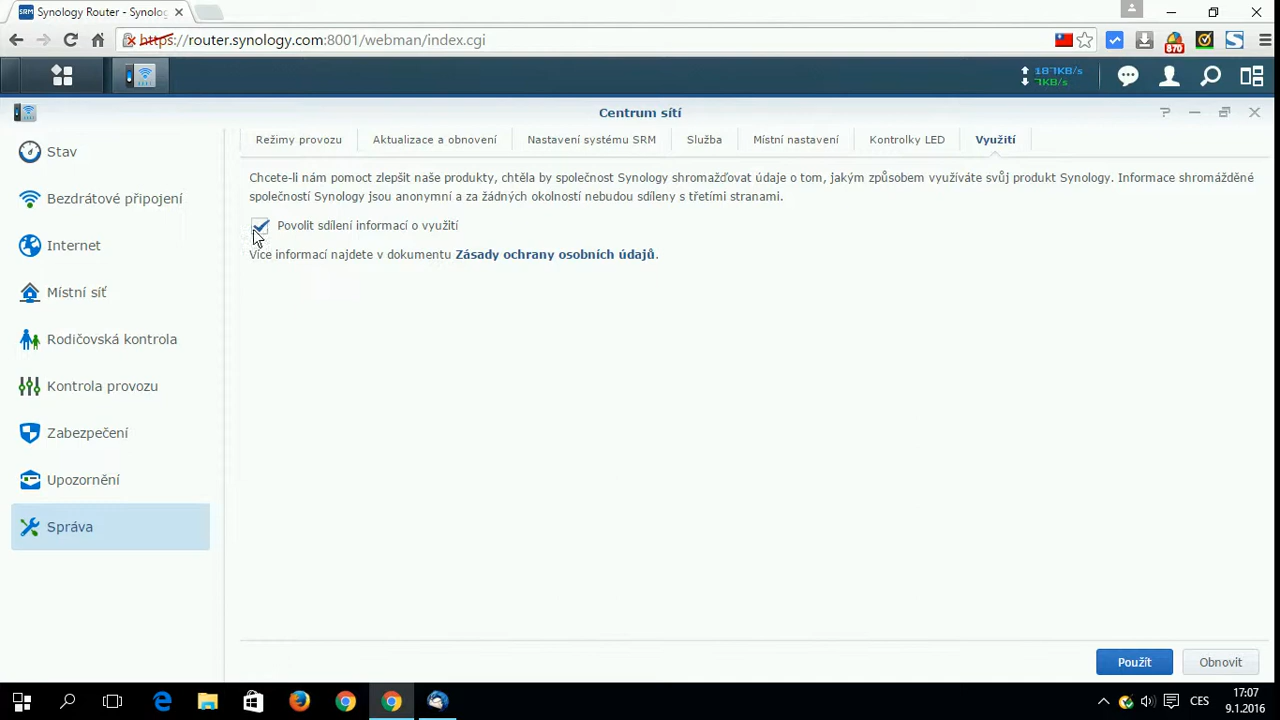 Synology Router - Synolog
https://router.synology.com:8001/webman/index.cgi
870
187KB/s
7KB/s
Centrum sítí
Stav
Bezdrátové připojení
Internet
Místní síť
Rodičovská kontrola
Kontrola provozu
Zabezpečení
Upozornění
Správa
Režimy provozu
Aktualizace a obnovení
Nastavení systému SRM
Služba
Místní nastavení
Kontrolky LED
Využití
Chcete-li nám pomoct zlepšit naše produkty, chtěla by společnost Synology shromažďovat údaje o tom, jakým způsobem využíváte svůj produkt Synology. Informace shromážděné
společností Synology jsou anonymní a za žádných okolností nebudou sdíleny s třetími stranami.
Povolit sdílení informací o využití
Více informací najdete v dokumentu Zásady ochrany osobních údajů.
Použít
Obnovit
CES
17:07
9.1.2016